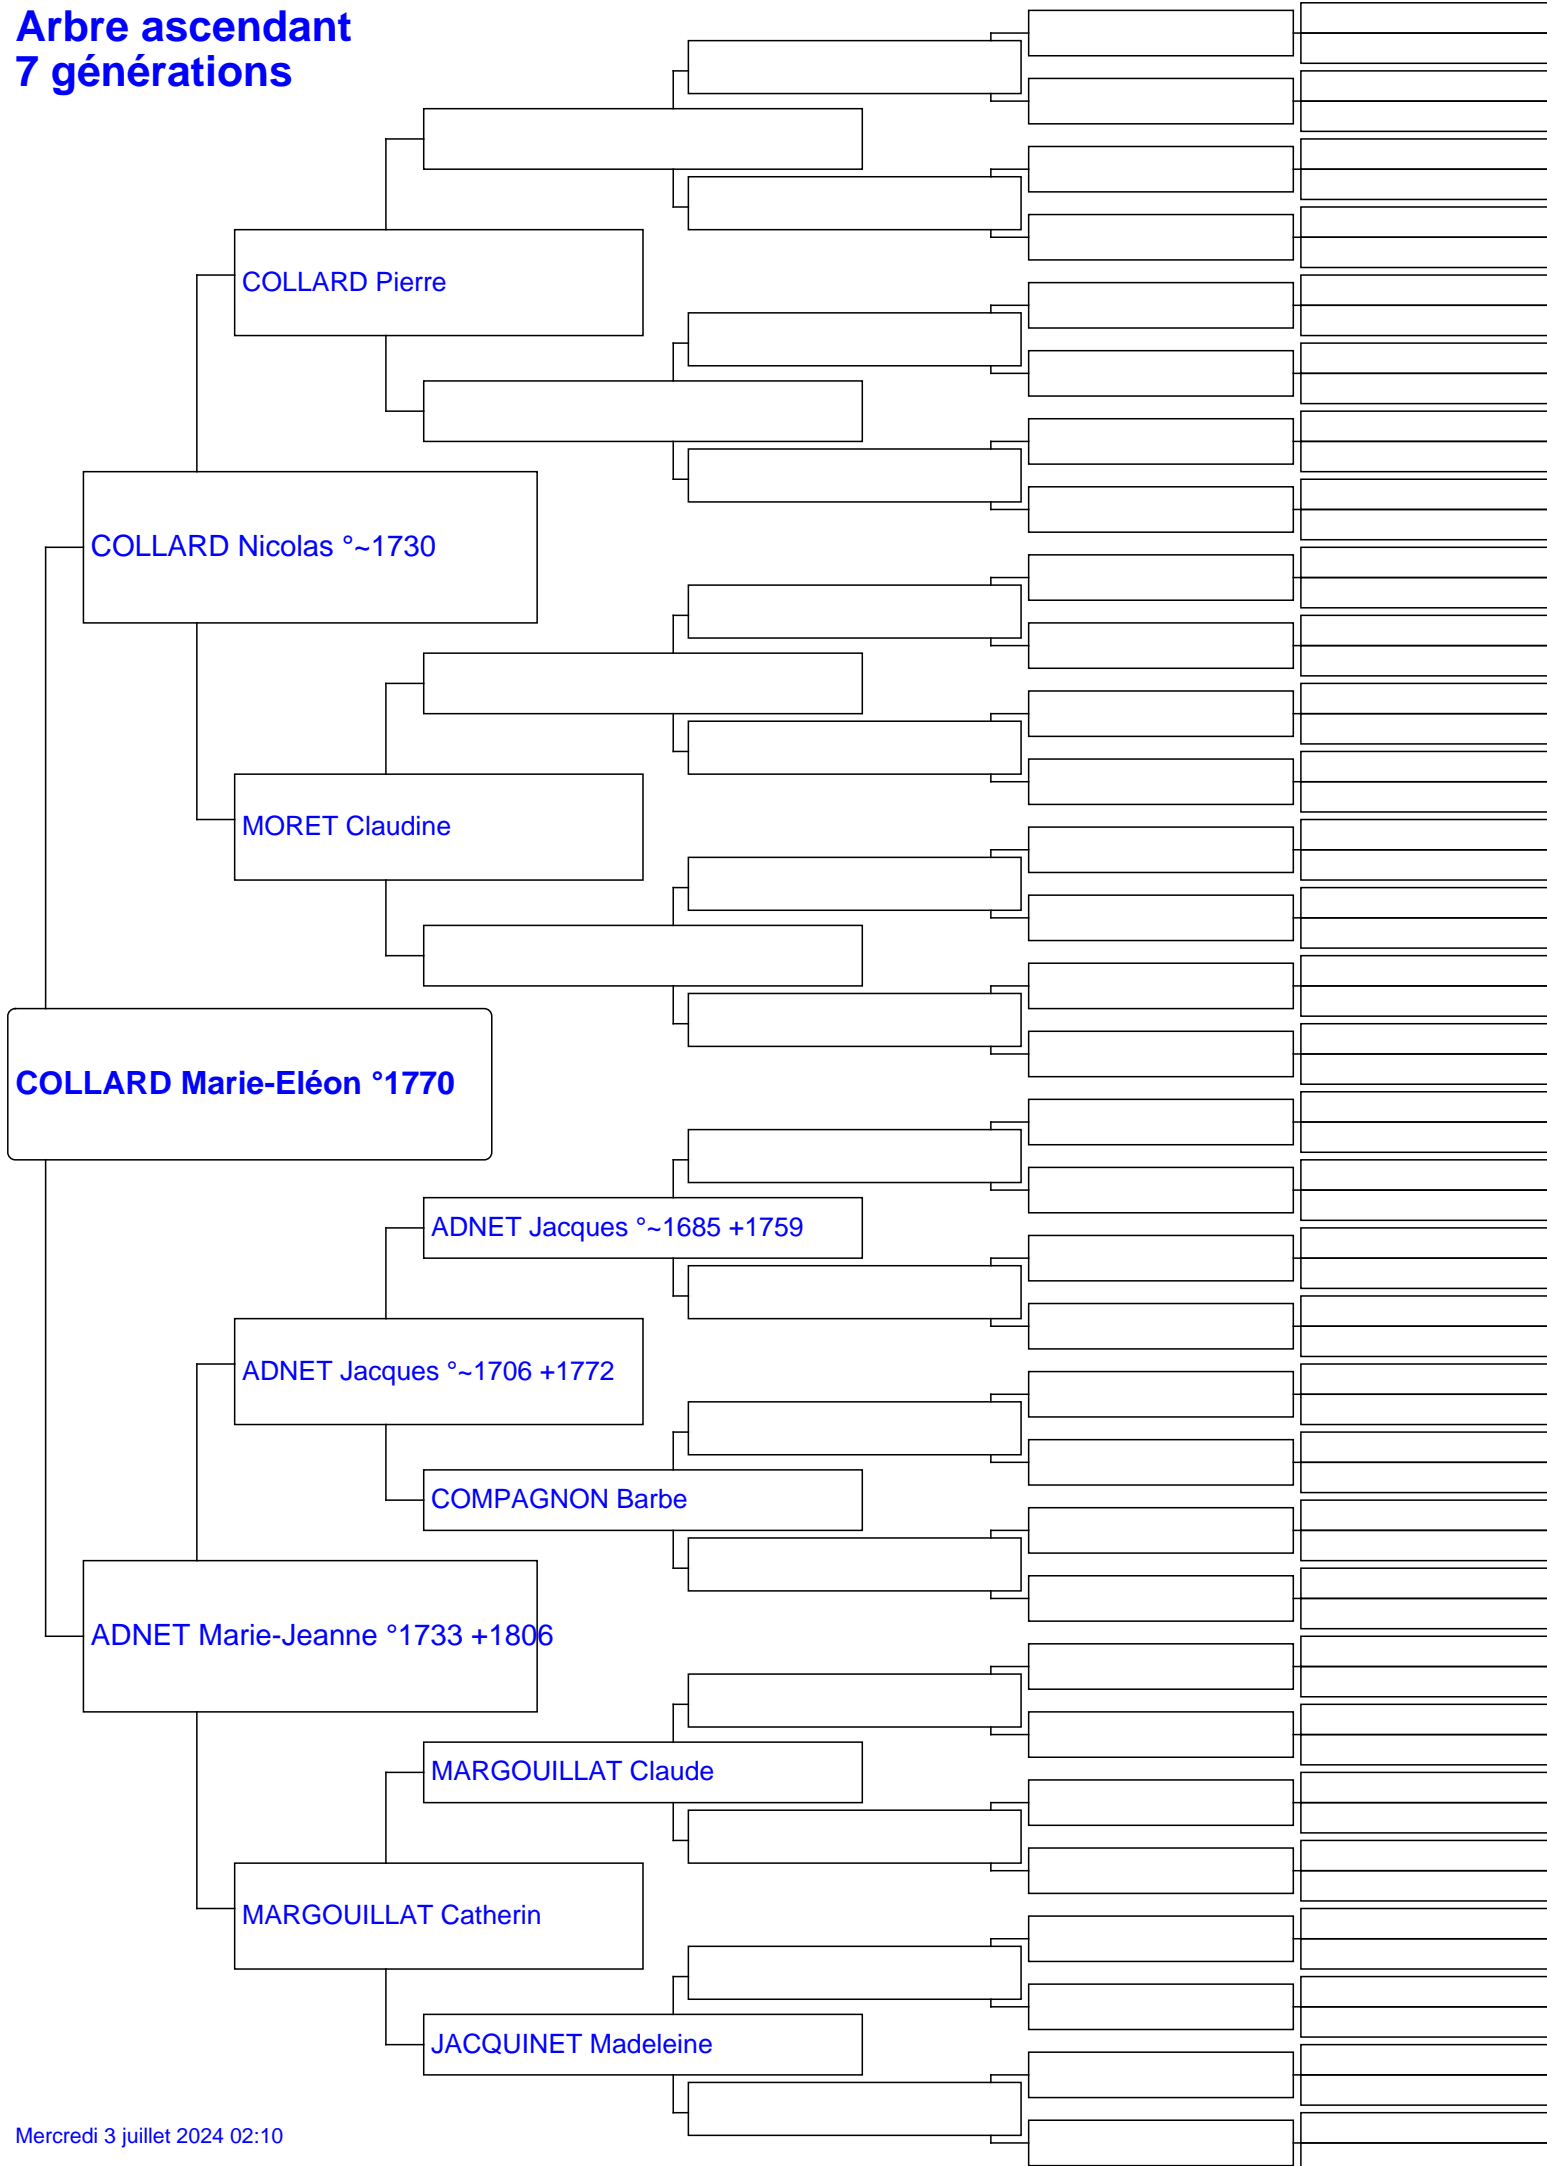 Arbre ascendant
7 générations
COLLARD Pierre
COLLARD Nicolas °~1730
MORET Claudine
COLLARD Marie-Eléon °1770
ADNET Jacques °~1685 +1759
ADNET Jacques °~1706 +1772
COMPAGNON Barbe
ADNET Marie-Jeanne °1733 +1806
MARGOUILLAT Claude
MARGOUILLAT Catherin
JACQUINET Madeleine
Mercredi 3 juillet 2024 02:10